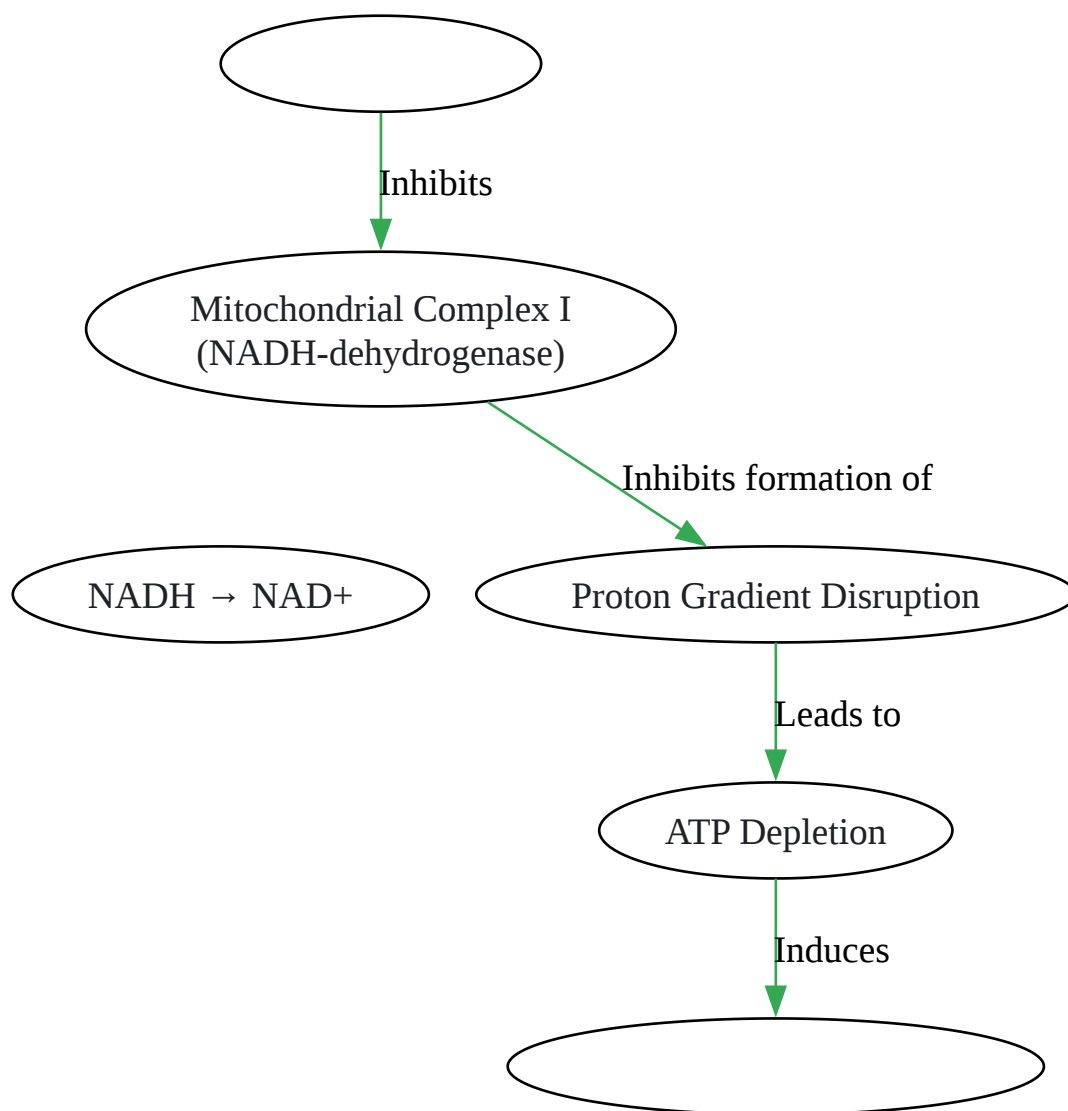 Inhibits
Mitochondrial Complex I
(NADH-dehydrogenase)
Inhibits formation of
NADH → NAD+
Proton Gradient Disruption
Leads to
ATP Depletion
Induces